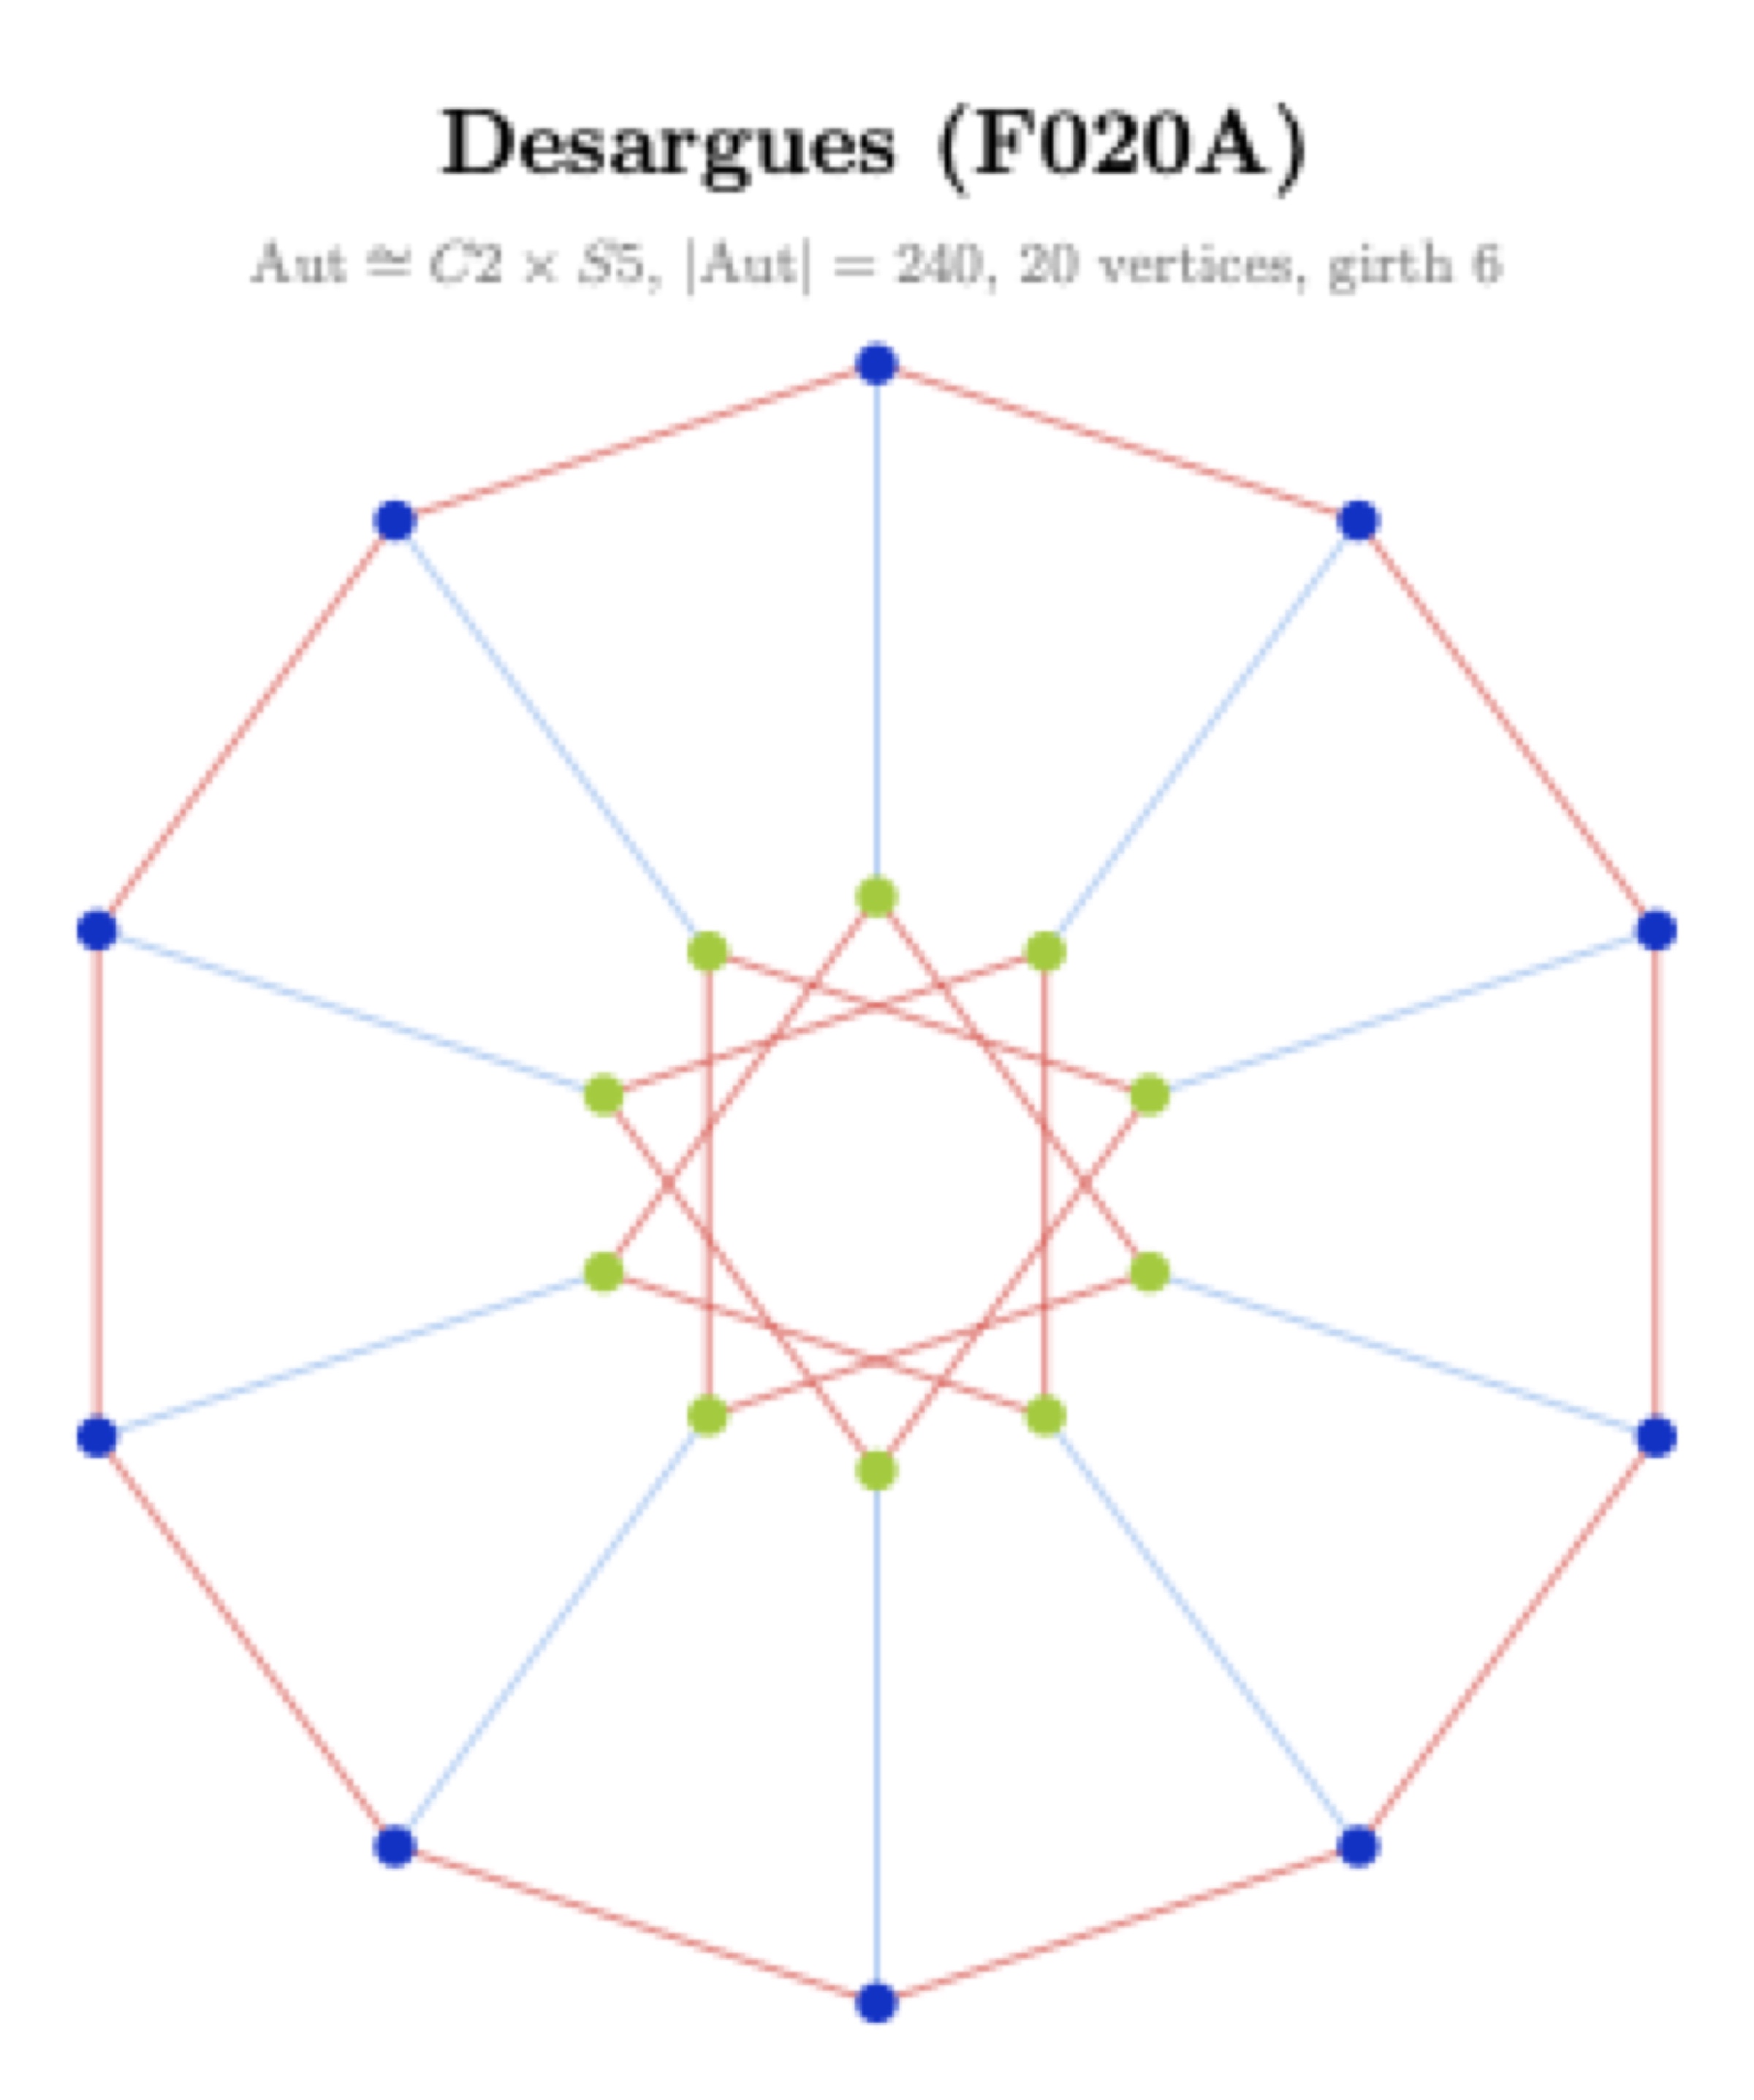 Desargues (F020A)
Aut ≅ C2 × S5, |Aut| = 240, 20 vertices, girth 6